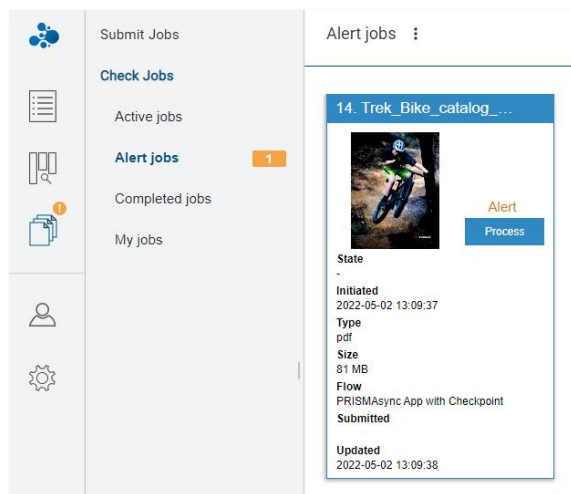 Submit Jobs
Check Jobs
Active jobs
Alert jobs 1
Completed jobs
My jobs
!
Alert jobs
14. Trek_Bike_catalog_...
Alert
Process
State
-
Initiated
2022-05-02 13:09:37
Type
pdf
Size
81 MB
Flow
PRISMAsync App with Checkpoint
Submitted
Updated
2022-05-02 13:09:38